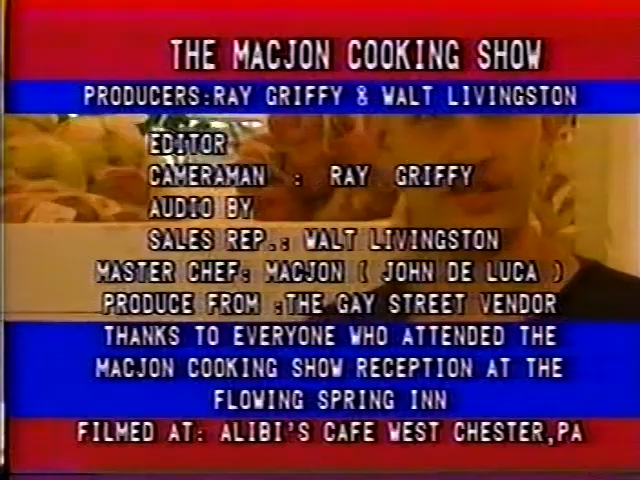 THE MACJON COOKING SHOW
PRODUCERS:RAY GRIFFY & WALT LIVINGSTON
EDITOR
CAMERAMAN : RAY GRIFFY
AUDIO BY
SALES REP.: WALT LIVINGSTON
MASTER CHEF: MACJON ( JOHN DE LUCA )
PRODUCE FROM :THE GAY STREET VENDOR
THANKS TO EVERYONE WHO ATTENDED THE
MACJON COOKING SHOW RECEPTION AT THE
FLOWING SPRING INN
FILMED AT: ALIBI'S CAFE WEST CHESTER,PA